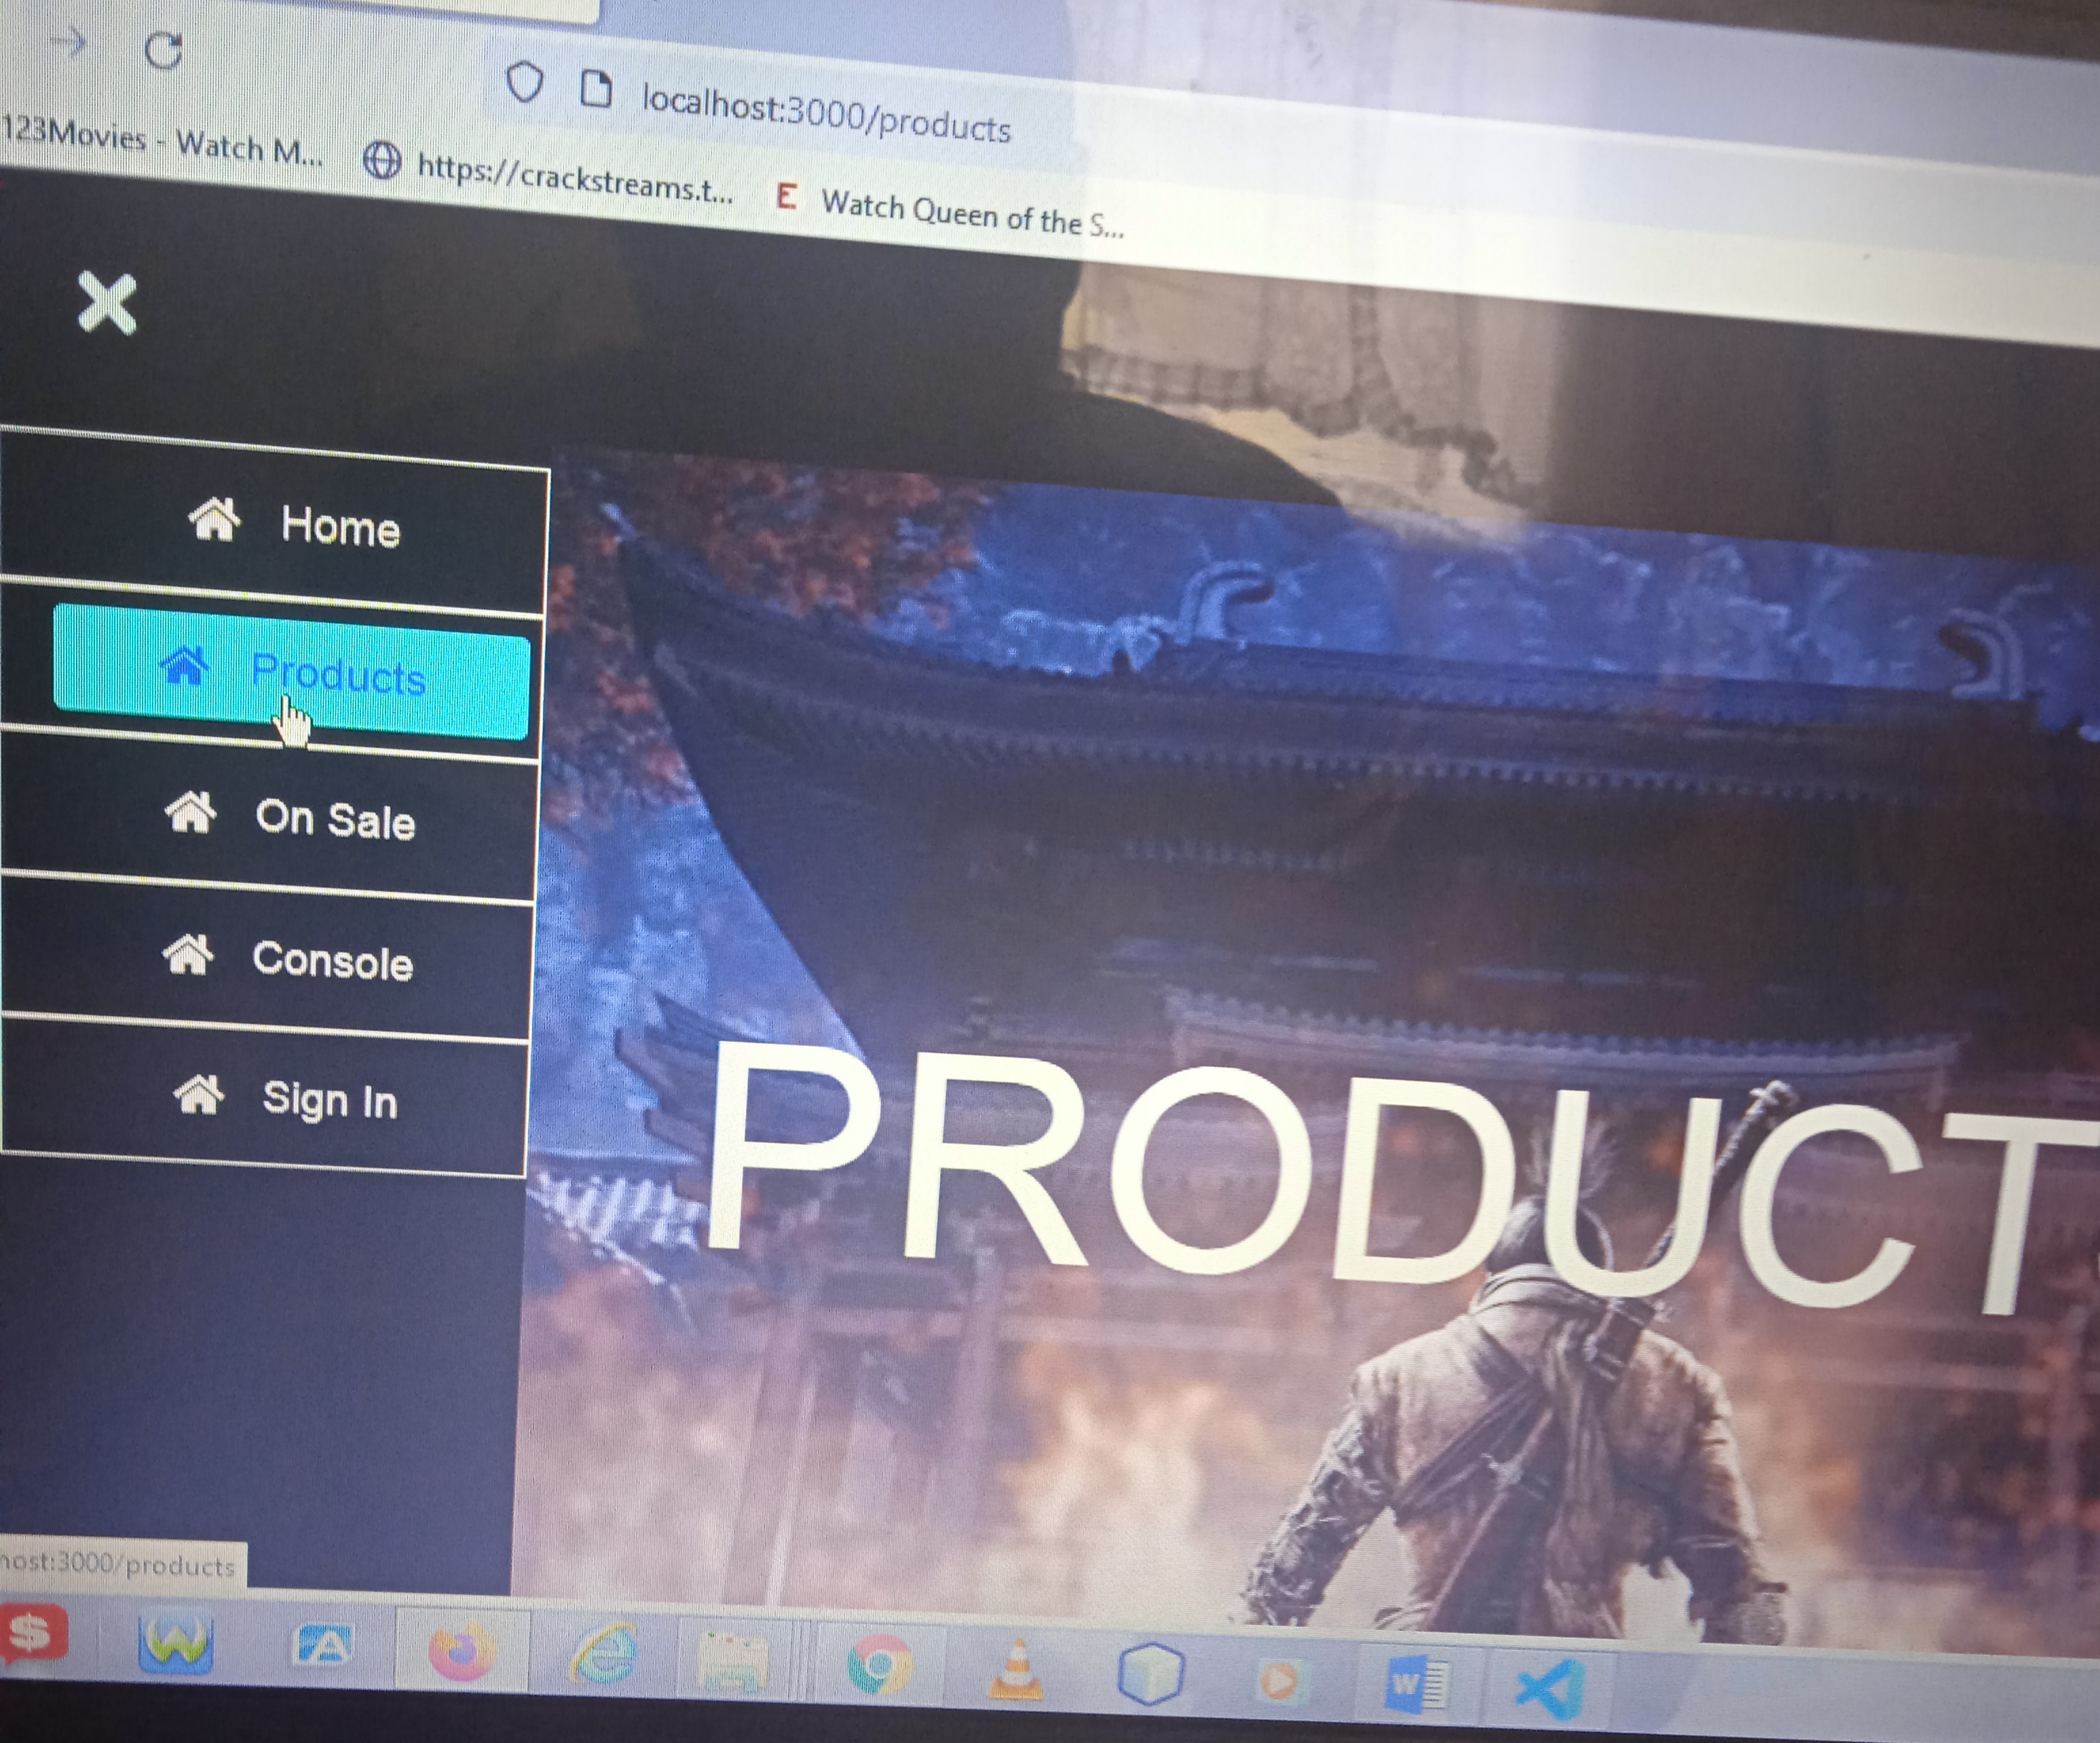 localhost:3000/products
123Movies - Watch M...
https://crackstreams.t...
E Watch Queen of the S...
Home
Products
On Sale
Console
Sign In
PRODUCT
host:3000/products